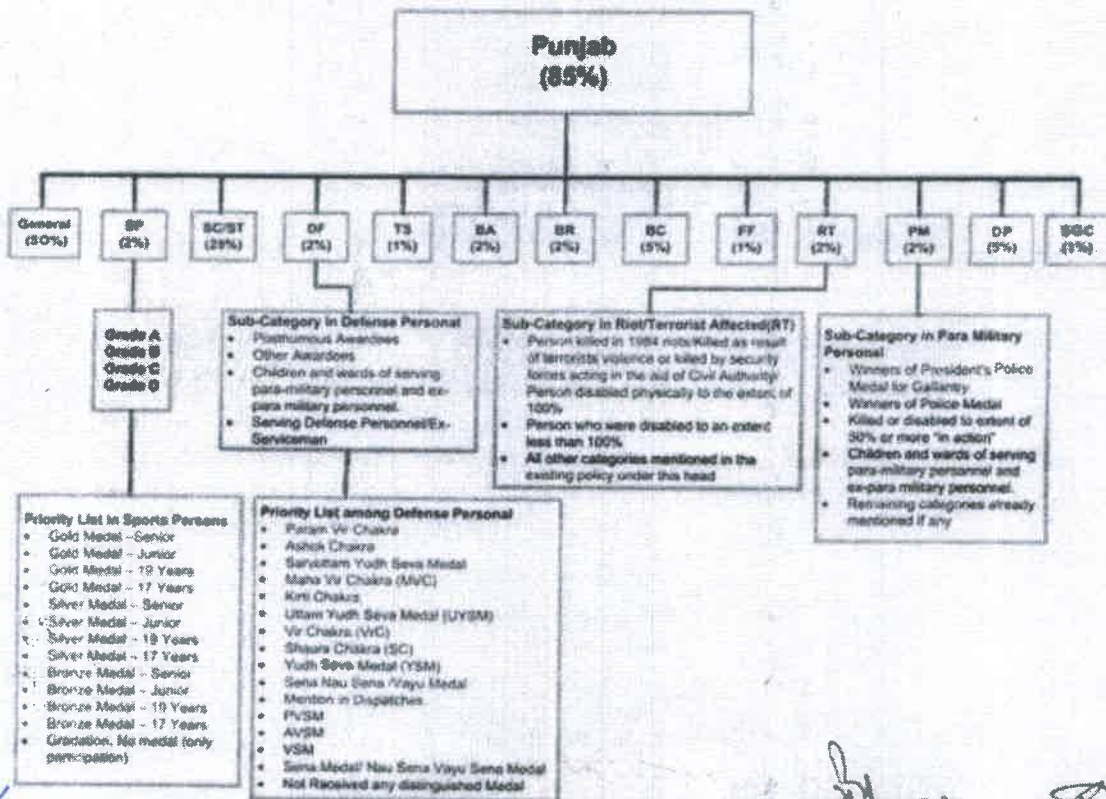 Punjab
(85%)
General
(50%)
SP
(2%)
SC/ST
(25%)
DF
(2%)
TS
(1%)
BA
(2%)
BR
(2%)
BC
(5%)
FF
(1%)
RT
(2%)
PM
(2%)
DP
SGC
Grade A
Grade B
Grade C
Grade D
Sub-Category in Defense Personal
• Posthumous Awardees
• Other Awardees
• Children and wards of serving
para-military personnel and ex-
para military personnel.
• Serving Defense Personnel/Ex-
Serviceman
Sub-Category in Riot/Terrorist Affected(RT)
• Person killed in 1984 riots/Killed as result
of terrorists violence or killed by security
forces acting in the aid of Civil Authority/
Person disabled physically to the extent of
100%
• Person who were disabled to an extent
less than 100%
• All other categories mentioned in the
existing policy under this head
Sub-Category in Para Military
Personal
• Winners of President's Police
Medal for Gallantry
• Winners of Police Medal
• Killed or disabled to extent of
50% or more "in action"
• Children and wards of serving
para-military personnel and
ex-para military personnel.
• Remaining categories already
mentioned if any
Priority List in Sports Persons
• Gold Medal –Senior
• Gold Medal – Junior
• Gold Medal – 19 Years
• Gold Medal – 17 Years
• Silver Medal – Senior
• Silver Medal – Junior
• Silver Medal – 19 Years
• Silver Medal – 17 Years
• Bronze Medal – Senior
• Bronze Medal – Junior
• Bronze Medal – 19 Years
• Bronze Medal – 17 Years
• Gradation. No medal (only
participation)
Priority List among Defense Personal
• Param Vir Chakra
• Ashok Chakra
• Sarvottam Yudh Seva Medal
• Maha Vir Chakra (MVC)
• Kirti Chakra
• Uttam Yudh Seva Medal (UYSM)
• Vir Chakra (VrC)
• Shaura Chakra (SC)
• Yudh Seva Medal (YSM)
• Sena Nau Sena /Vayu Medal
• Mention in Dispatches
• PVSM
• AVSM
• VSM
• Sena Medal/ Nau Sena Vayu Sena Medal
• Not Received any distinguished Medal